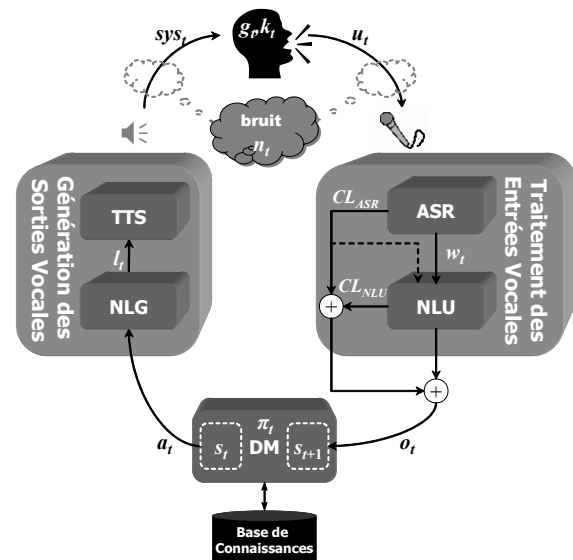 sys_t
g_t, k_t
u_t
bruit
n_t
Génération des
Sorties Vocales
TTS
l_t
NLG
Traitement des
Entrées Vocales
CL_ASR
ASR
w_t
CL_NLU
NLU
+
+
a_t
π_t
s_t
DM
s_t+1
o_t
Base de
Connaissances